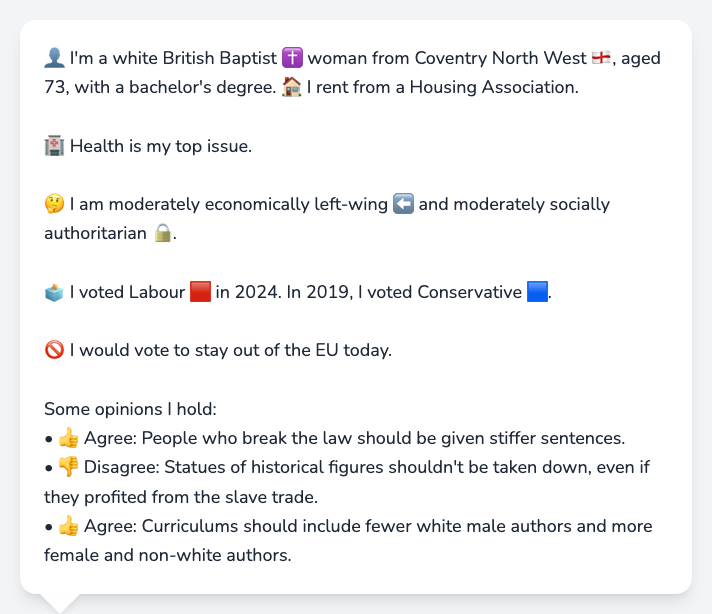 👤 I'm a white British Baptist ✝️ woman from Coventry North West 🏴󠁧󠁢󠁥󠁮󠁧󠁿, aged
73, with a bachelor's degree. 🏠 I rent from a Housing Association.
🏥 Health is my top issue.
🤔 I am moderately economically left-wing ⬅️ and moderately socially
authoritarian 🔒.
🗳️ I voted Labour 🟥 in 2024. In 2019, I voted Conservative 🟦.
🚫 I would vote to stay out of the EU today.
Some opinions I hold:
• 👍 Agree: People who break the law should be given stiffer sentences.
• 👎 Disagree: Statues of historical figures shouldn't be taken down, even if
they profited from the slave trade.
• 👍 Agree: Curriculums should include fewer white male authors and more
female and non-white authors.